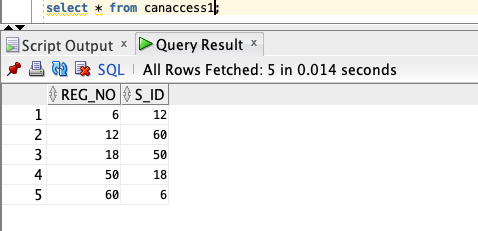 select * from canaccess1;
Script Output x Query Result x
SQL All Rows Fetched: 5 in 0.014 seconds
REG_NO S_ID
1 6 12
2 12 60
3 18 50
4 50 18
5 60 6